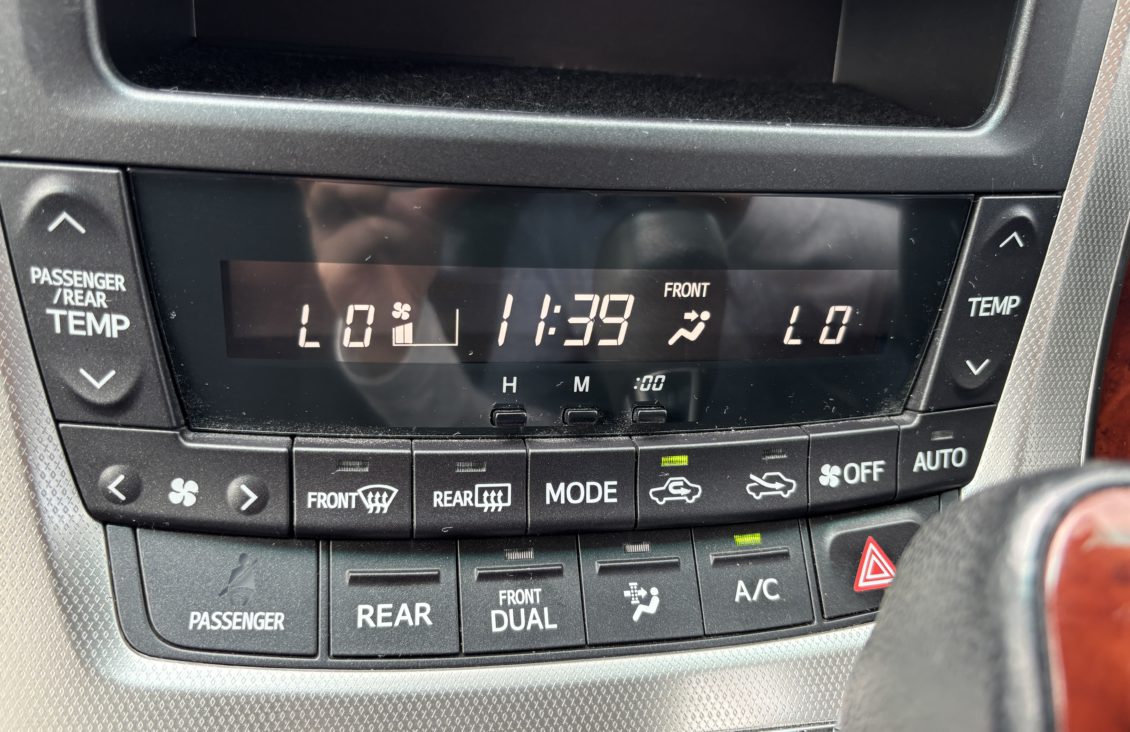 PASSENGER
/REAR
TEMP
LO
11:39
FRONT
LO
TEMP
H
M
:00
FRONT
REAR
MODE
OFF
AUTO
PASSENGER
REAR
FRONT
DUAL
A/C